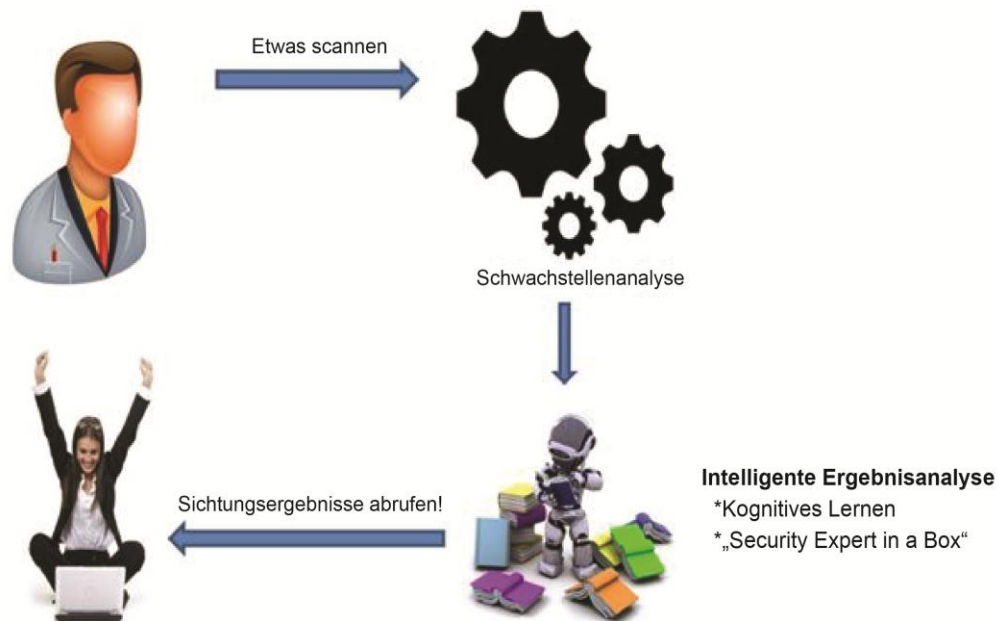 Etwas scannen
Schwachstellenanalyse
Sichtungsergebnisse abrufen!
Intelligente Ergebnisanalyse
*Kognitives Lernen
*„Security Expert in a Box“